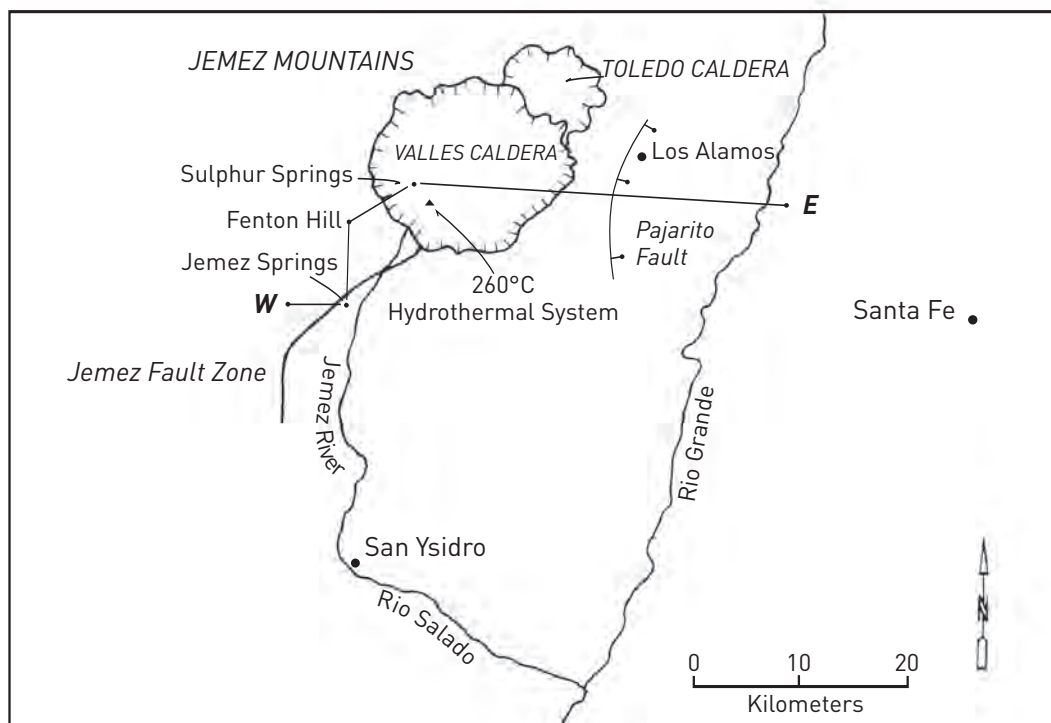 JEMEZ MOUNTAINS
TOLEDO CALDERA
VALLES CALDERA
Los Alamos
Sulphur Springs
Fenton Hill
E
Pajarito
Fault
Jemez Springs
260°C
Hydrothermal System
W
Santa Fe
Jemez Fault Zone
Jemez River
Rio Grande
San Ysidro
Rio Salado
N
0 10 20
Kilometers